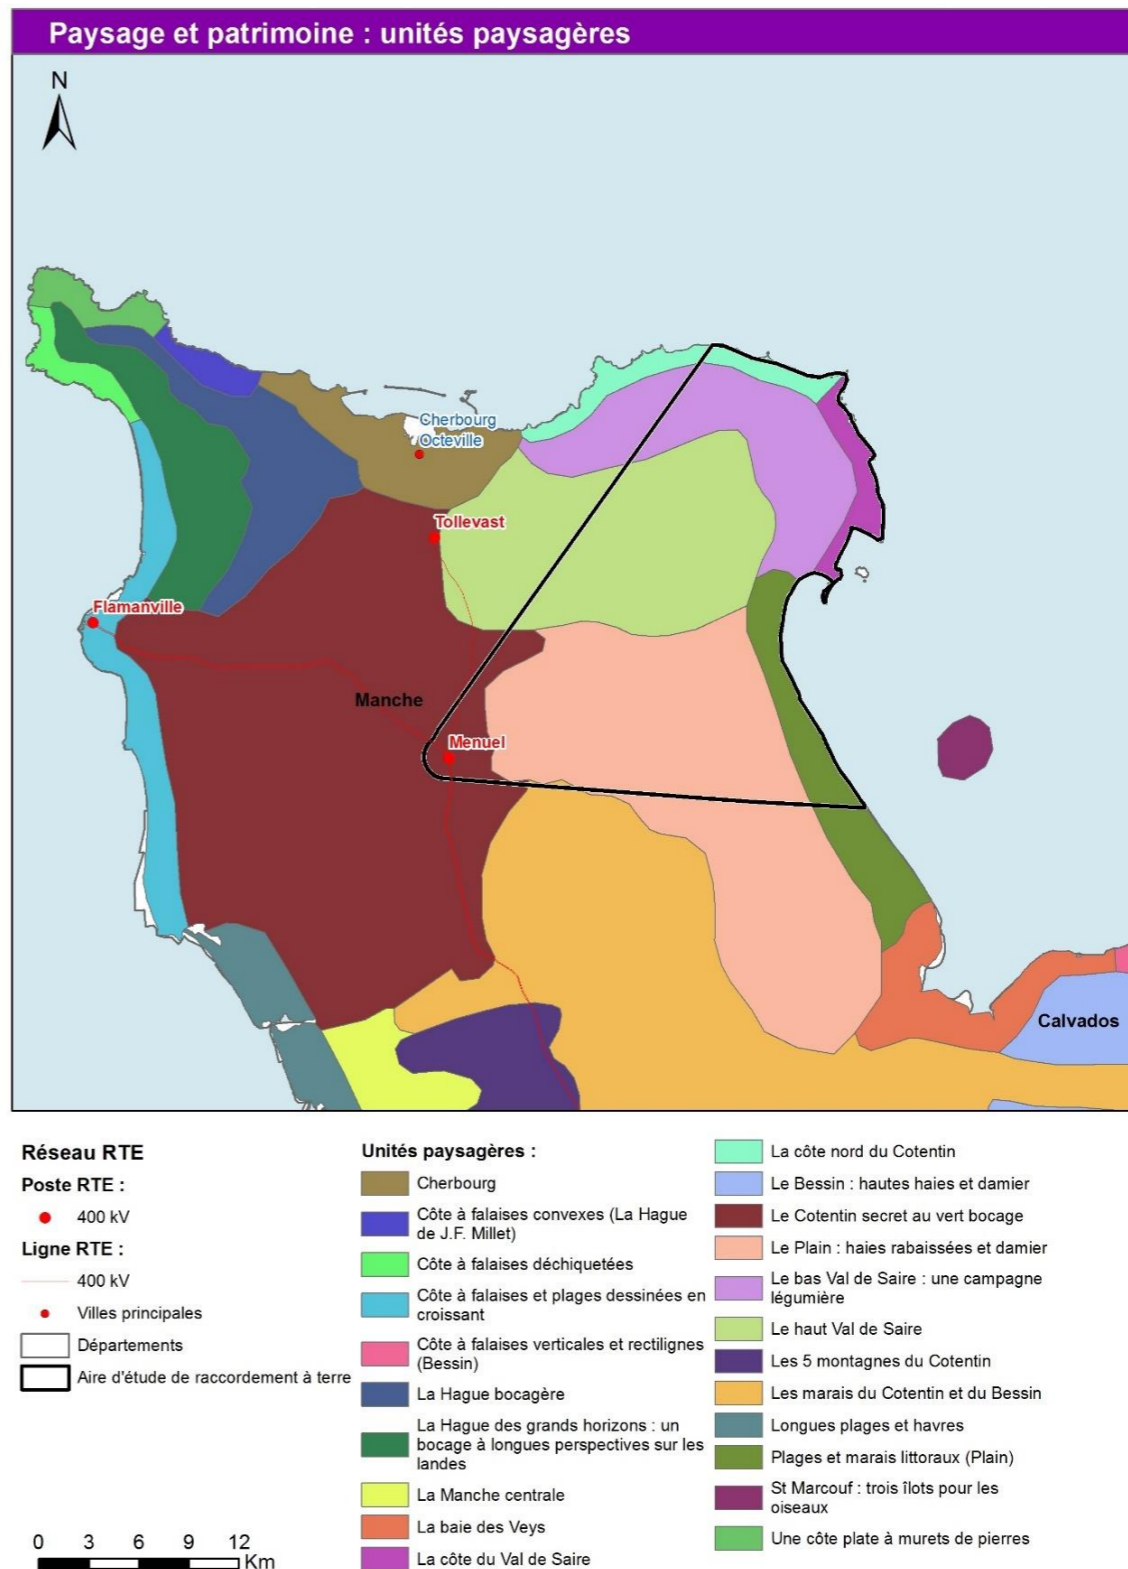 Paysage et patrimoine : unités paysagères
N
Cherbourg
Octeville
Tollevast
Flamanville
Manche
Menuel
Calvados
Réseau RTE
Poste RTE :
400 kV
Ligne RTE :
400 kV
Villes principales
Départements
Aire d'étude de raccordement à terre
0 3 6 9 12
Km
Unités paysagères :
Cherbourg
Côte à falaises convexes (La Hague
de J.F. Millet)
Côte à falaises déchiquetées
Côte à falaises et plages dessinées en
croissant
Côte à falaises verticales et rectilignes
(Bessin)
La Hague bocagère
La Hague des grands horizons : un
bocage à longues perspectives sur les
landes
La Manche centrale
La baie des Veys
La côte du Val de Saire
La côte nord du Cotentin
Le Bessin : hautes haies et damier
Le Cotentin secret au vert bocage
Le Plain : haies rabaissées et damier
Le bas Val de Saire : une campagne
légumière
Le haut Val de Saire
Les 5 montagnes du Cotentin
Les marais du Cotentin et du Bessin
Longues plages et havres
Plages et marais littoraux (Plain)
St Marcouf : trois îlots pour les
oiseaux
Une côte plate à murets de pierres